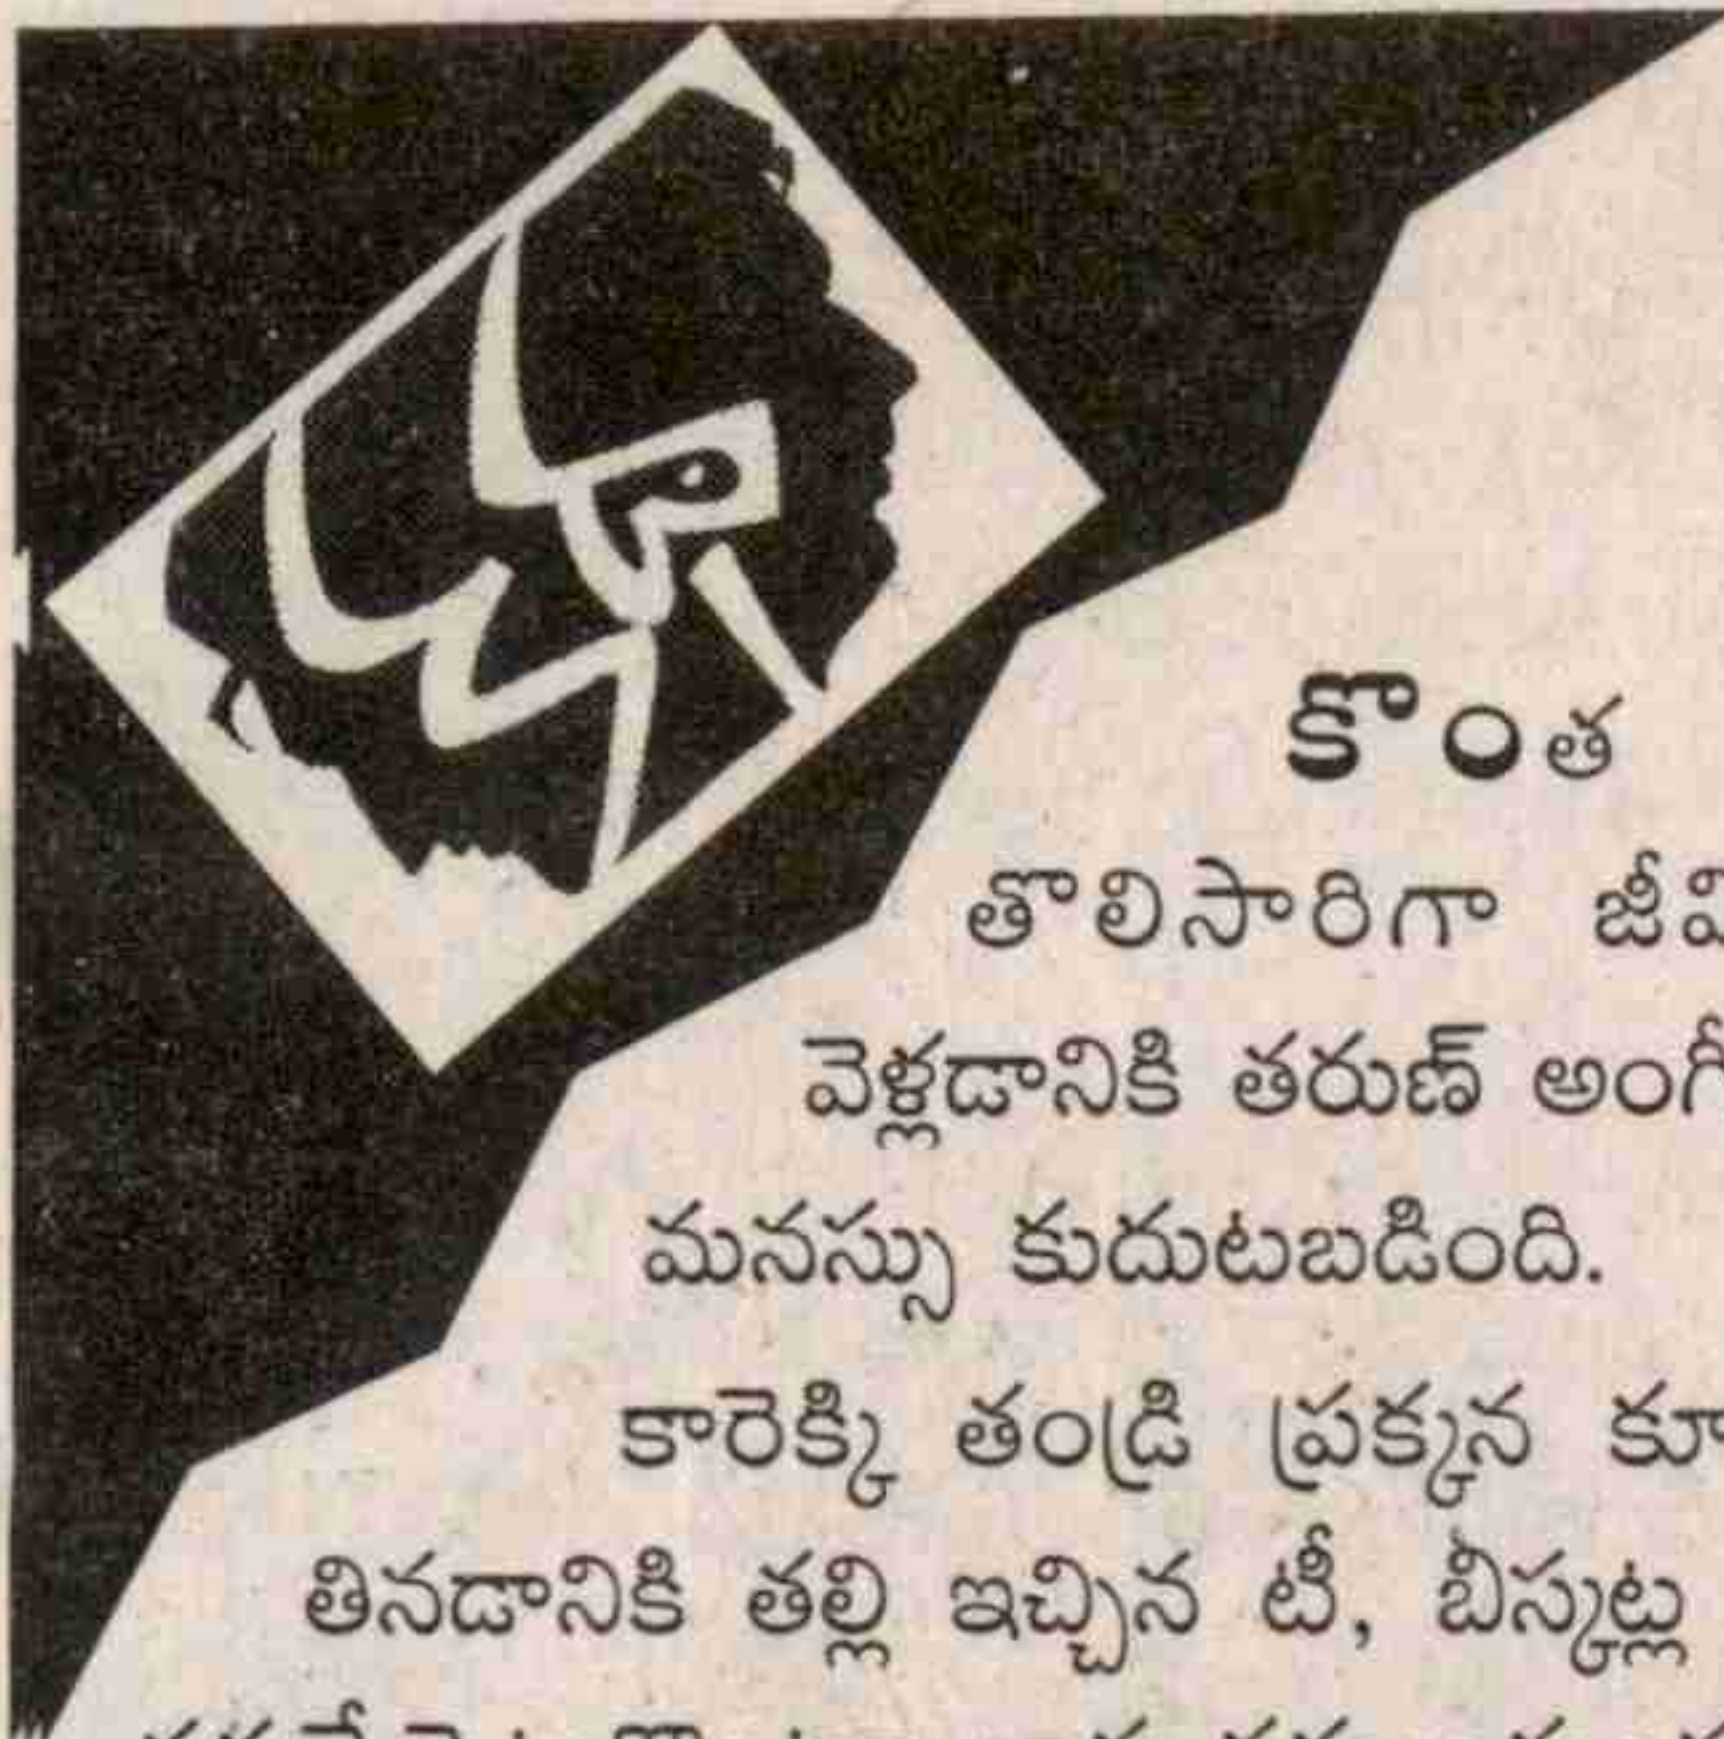 కొంత
తొలిసారిగా
వెళ్లడానికి తరుణ్
మనస్సు కుదుటబడింది.
కారెక్కి తండ్రి ప్రక్కన
తినడానికి తల్లి ఇచ్చిన టీ, బిస్కట్ల